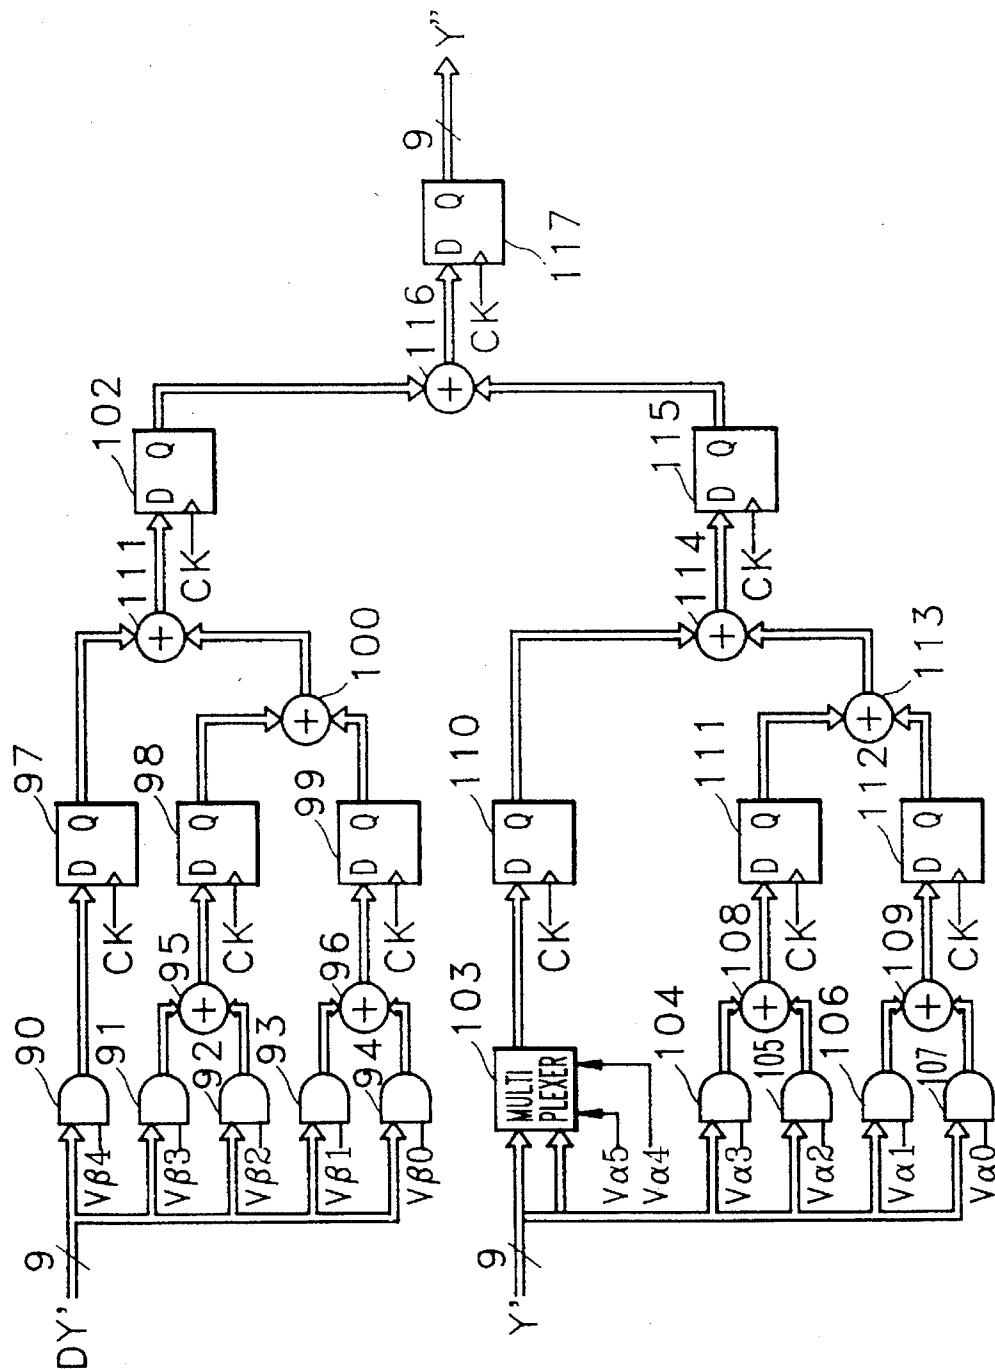 DY'
9
Vβ4
90
Vβ3
91
Vβ2
92
Vβ1
93
Vβ0
94
95
96
97
D Q
CK
98
D Q
CK
99
D Q
CK
100
111
102
D Q
CK
Y'
9
MULTI
PLEXER
103
Vα5
Vα4
Vα3
104
Vα2
105
Vα1
106
Vα0
107
108
109
110
D Q
CK
111
D Q
CK
112
D Q
CK
112
113
114
115
D Q
CK
116
117
D Q
CK
9
Y"
+
+
+
+
+
+
+
+
+